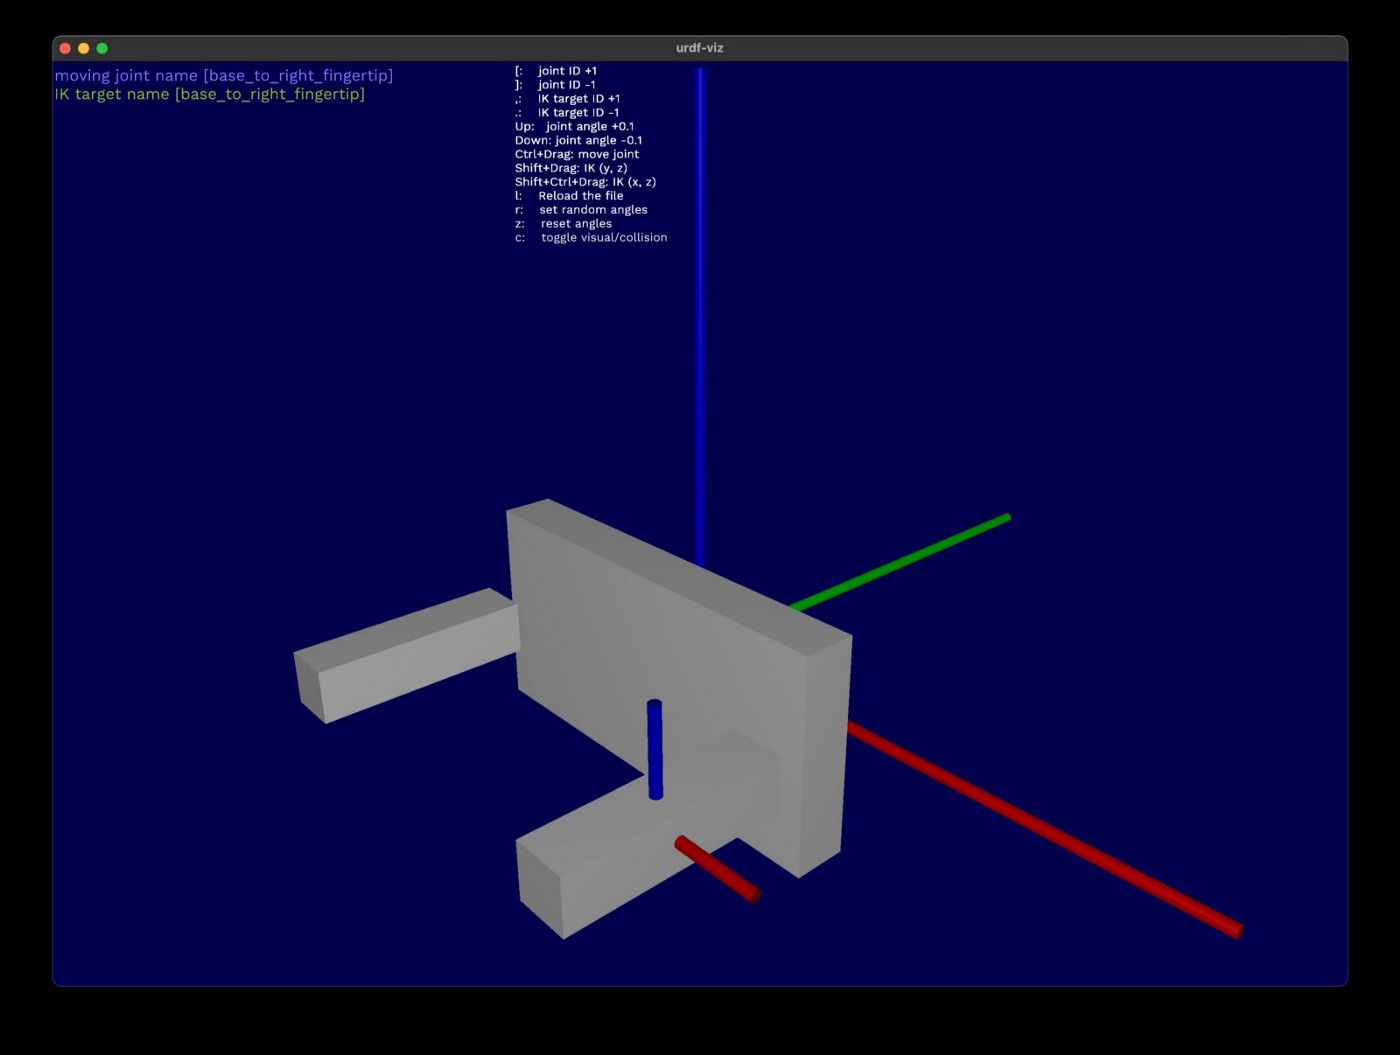 urdf-viz
moving joint name [base_to_right_fingertip]
IK target name [base_to_right_fingertip]
[: joint ID +1
]: joint ID -1
,: IK target ID +1
.: IK target ID -1
Up: joint angle +0.1
Down: joint angle -0.1
Ctrl+Drag: move joint
Shift+Drag: IK (y, z)
Shift+Ctrl+Drag: IK (x, z)
l: Reload the file
r: set random angles
z: reset angles
c: toggle visual/collision